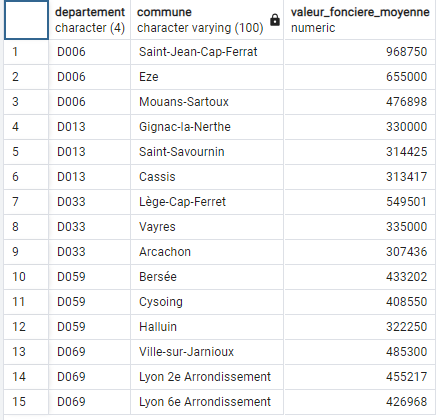 departement commune valeur_fonciere_moyenne
character (4) character varying (100) numeric
1 D006 Saint-Jean-Cap-Ferrat 968750
2 D006 Eze 655000
3 D006 Mouans-Sartoux 476898
4 D013 Gignac-la-Nerthe 330000
5 D013 Saint-Savournin 314425
6 D013 Cassis 313417
7 D033 Lège-Cap-Ferret 549501
8 D033 Vayres 335000
9 D033 Arcachon 307436
10 D059 Bersée 433202
11 D059 Cysoing 408550
12 D059 Halluin 322250
13 D069 Ville-sur-Jarnioux 485300
14 D069 Lyon 2e Arrondissement 455217
15 D069 Lyon 6e Arrondissement 426968